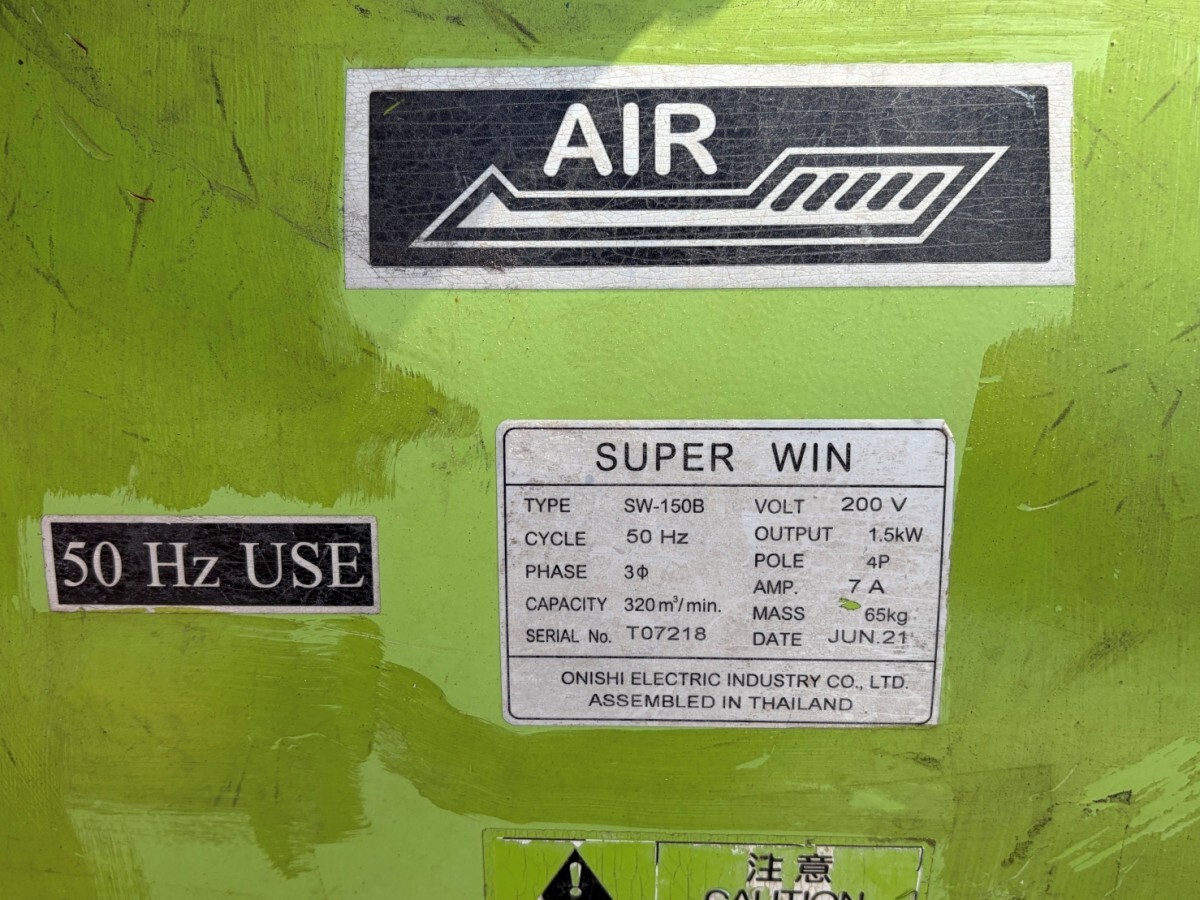 AIR
SUPER WIN
TYPE SW-150B VOLT 200 V
CYCLE 50 Hz OUTPUT 1.5kW
PHASE 3Φ POLE 4P
AMP. 7 A
CAPACITY 320m³/min. MASS 65kg
SERIAL No. T07218 DATE JUN.21
ONISHI ELECTRIC INDUSTRY CO., LTD.
ASSEMBLED IN THAILAND
50 Hz USE
注意
CAUTION